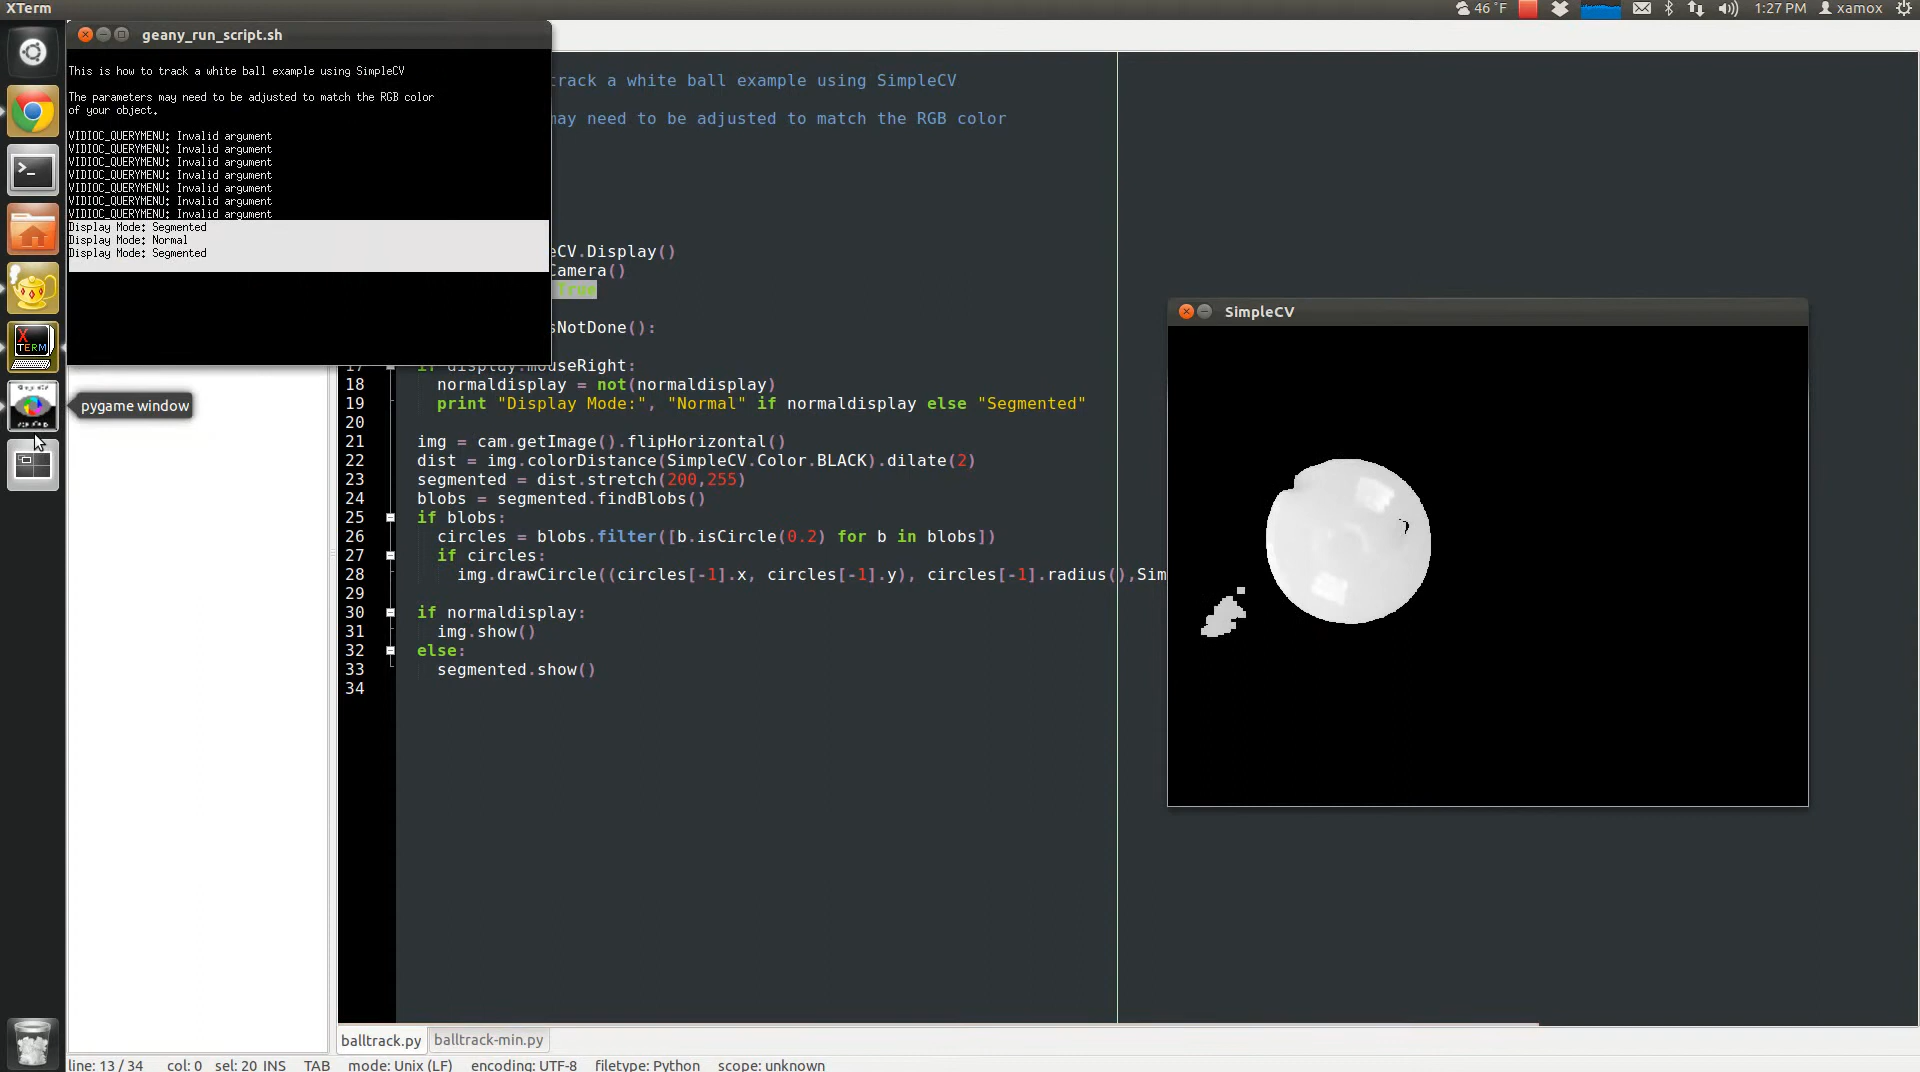 XTerm
46 °F
1:27 PM
xamox
geany_run_script.sh
This is how to track a white ball example using SimpleCV
The parameters may need to be adjusted to match the RGB color
of your object.
VIDIOC_QUERYMENU: Invalid argument
VIDIOC_QUERYMENU: Invalid argument
VIDIOC_QUERYMENU: Invalid argument
VIDIOC_QUERYMENU: Invalid argument
VIDIOC_QUERYMENU: Invalid argument
VIDIOC_QUERYMENU: Invalid argument
VIDIOC_QUERYMENU: Invalid argument
Display Mode: Segmented
Display Mode: Normal
Display Mode: Segmented
X TERM
pygame window
track a white ball example using SimpleCV
may need to be adjusted to match the RGB color
eCV.Display()
Camera()
True
sNotDone():
17 if display.mouseRight:
18 normaldisplay = not(normaldisplay)
19 print "Display Mode:", "Normal" if normaldisplay else "Segmented"
20
21 img = cam.getImage().flipHorizontal()
22 dist = img.colorDistance(SimpleCV.Color.BLACK).dilate(2)
23 segmented = dist.stretch(200,255)
24 blobs = segmented.findBlobs()
25 if blobs:
26 circles = blobs.filter([b.isCircle(0.2) for b in blobs])
27 if circles:
28 img.drawCircle((circles[-1].x, circles[-1].y), circles[-1].radius(),Sim
29
30 if normaldisplay:
31 img.show()
32 else:
33 segmented.show()
34
SimpleCV
balltrack.py
balltrack-min.py
line: 13 / 34 col: 0 sel: 20 INS TAB mode: Unix (LF) encoding: UTF-8 filetype: Python scope: unknown